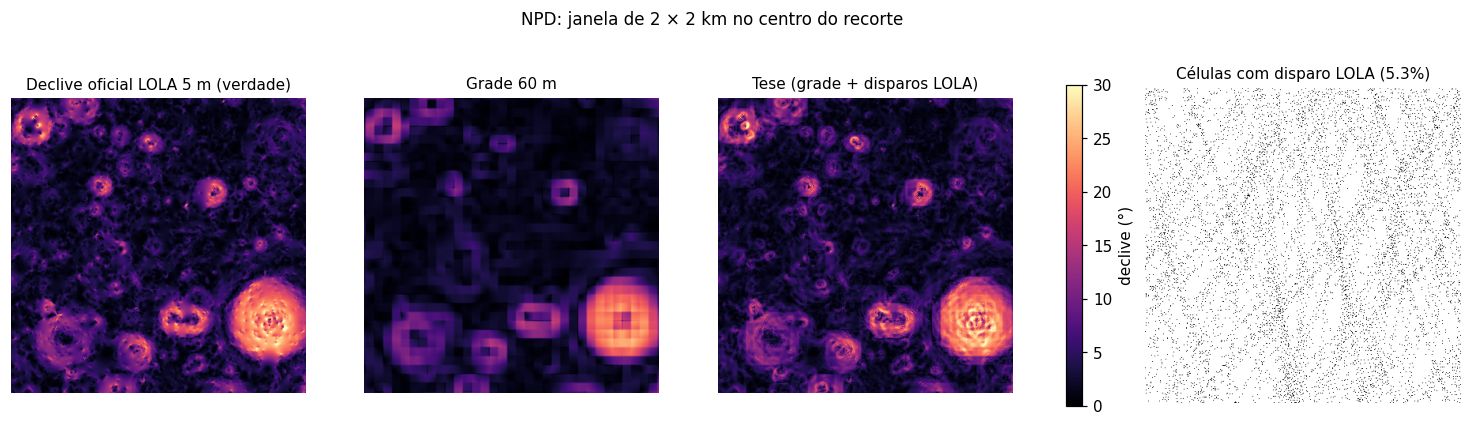 NPD: janela de 2 × 2 km no centro do recorte
Declive oficial LOLA 5 m (verdade)
Grade 60 m
Tese (grade + disparos LOLA)
Células com disparo LOLA (5.3%)
30
25
20
15
10
5
0
declive (°)